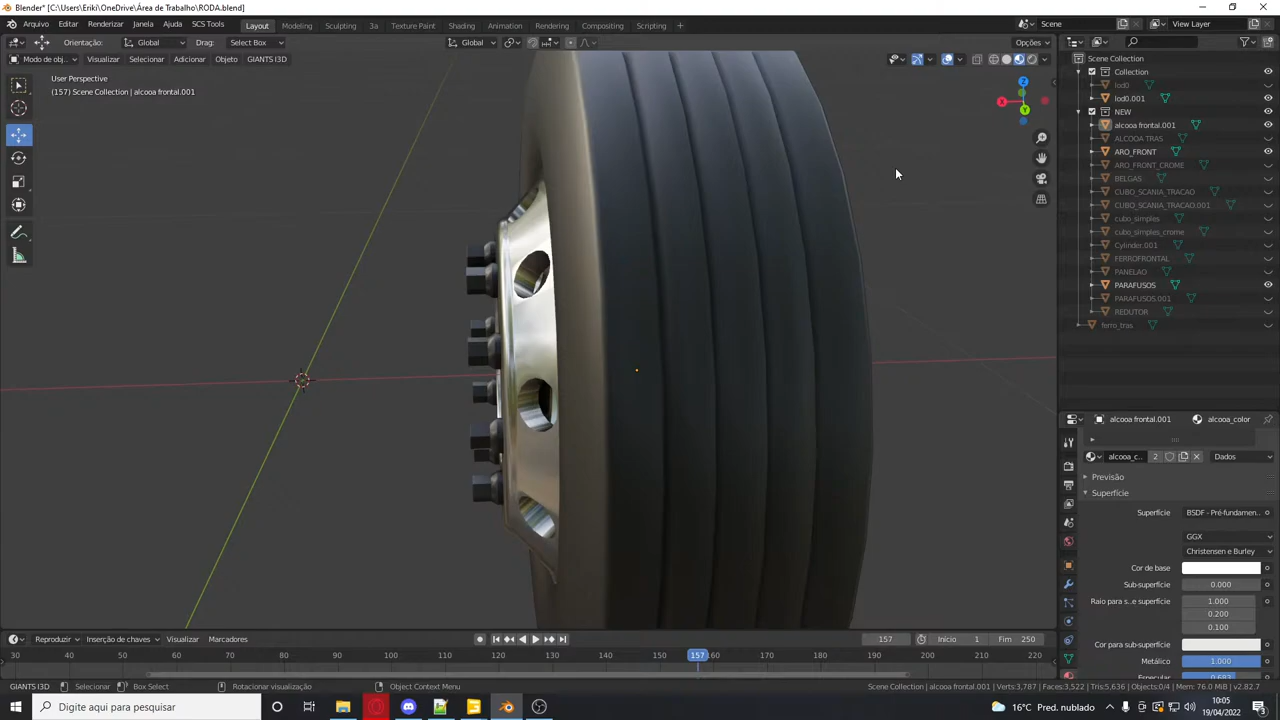 Blender* [C:\Users\Eriki\OneDrive\Área de Trabalho\RODA.blend]
Arquivo Editar Renderizar Janela Ajuda SCS Tools Layout Modeling Sculpting 3a Texture Paint Shading Animation Rendering Compositing Scripting Scene View Layer
Orientação: Global Drag: Select Box Global Opções
Modo de obj... Visualizar Selecionar Adicionar Objeto GIANTS I3D
User Perspective
(157) Scene Collection | alcooa frontal.001
X
Y
Z
Scene Collection
Collection
lod0
lod0.001
NEW
alcooa frontal.001
ALCOOA TRAS
ARO_FRONT
ARO_FRONT_CROME
BELGAS
CUBO_SCANIA_TRACAO
CUBO_SCANIA_TRACAO.001
cubo_simples
cubo_simples_crome
Cylinder.001
FERROFRONTAL
PANELAO
PARAFUSOS
PARAFUSOS.001
REDUTOR
ferro_tras
alcooa frontal.001 alcooa_color
alcooa_c... 2 Dados
Previsão
Superfície
Superfície BSDF - Pré-fundamen...
GGX
Christensen e Burley
Cor de base
Sub-superfície 0.000
Raio para s...e superfície 1.000
0.200
0.100
Cor para sub-superfície
Metálico 1.000
Especular 0.683
Reproduzir Inserção de chaves Visualizar Marcadores 157 Início 1 Fim 250
30 40 50 60 70 80 90 100 110 120 130 140 150 157 60 170 180 190 200 210 220
GIANTS I3D Selecionar Box Select Rotacionar visualização Object Context Menu Scene Collection | alcooa frontal.001 | Verts:3,787 | Faces:3,522 | Tris:5,636 | Objects:0/4 | Mem: 76.0 MiB | v2.82.7
Digite aqui para pesquisar 16°C Pred. nublado 10:05
19/04/2022